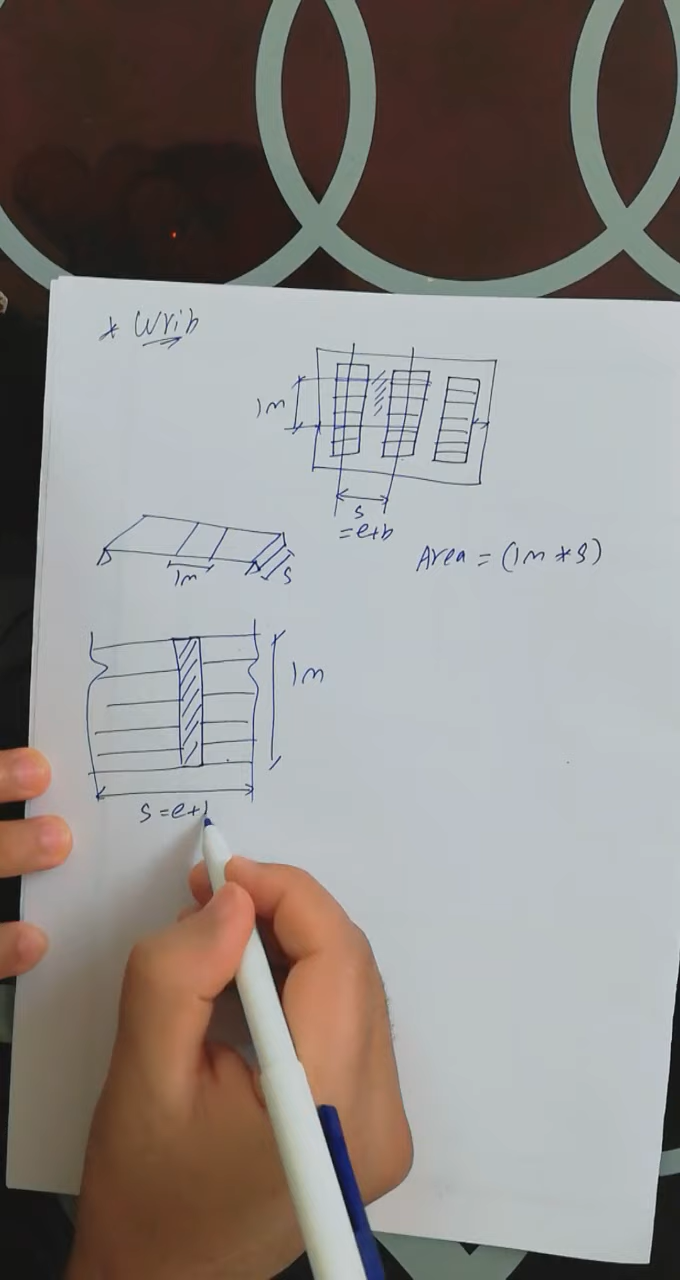 * Wrib
1m
s
= e+b
Area = (1m * s)
1m
s
1m
s = e+